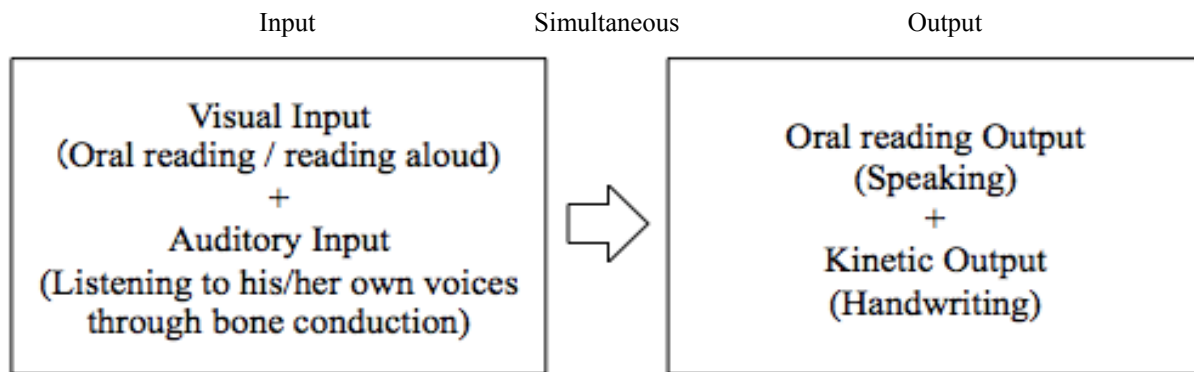 Input Simultaneous Output
Visual Input
(Oral reading / reading aloud)
+
Auditory Input
(Listening to his/her own voices
through bone conduction)
Oral reading Output
(Speaking)
+
Kinetic Output
(Handwriting)